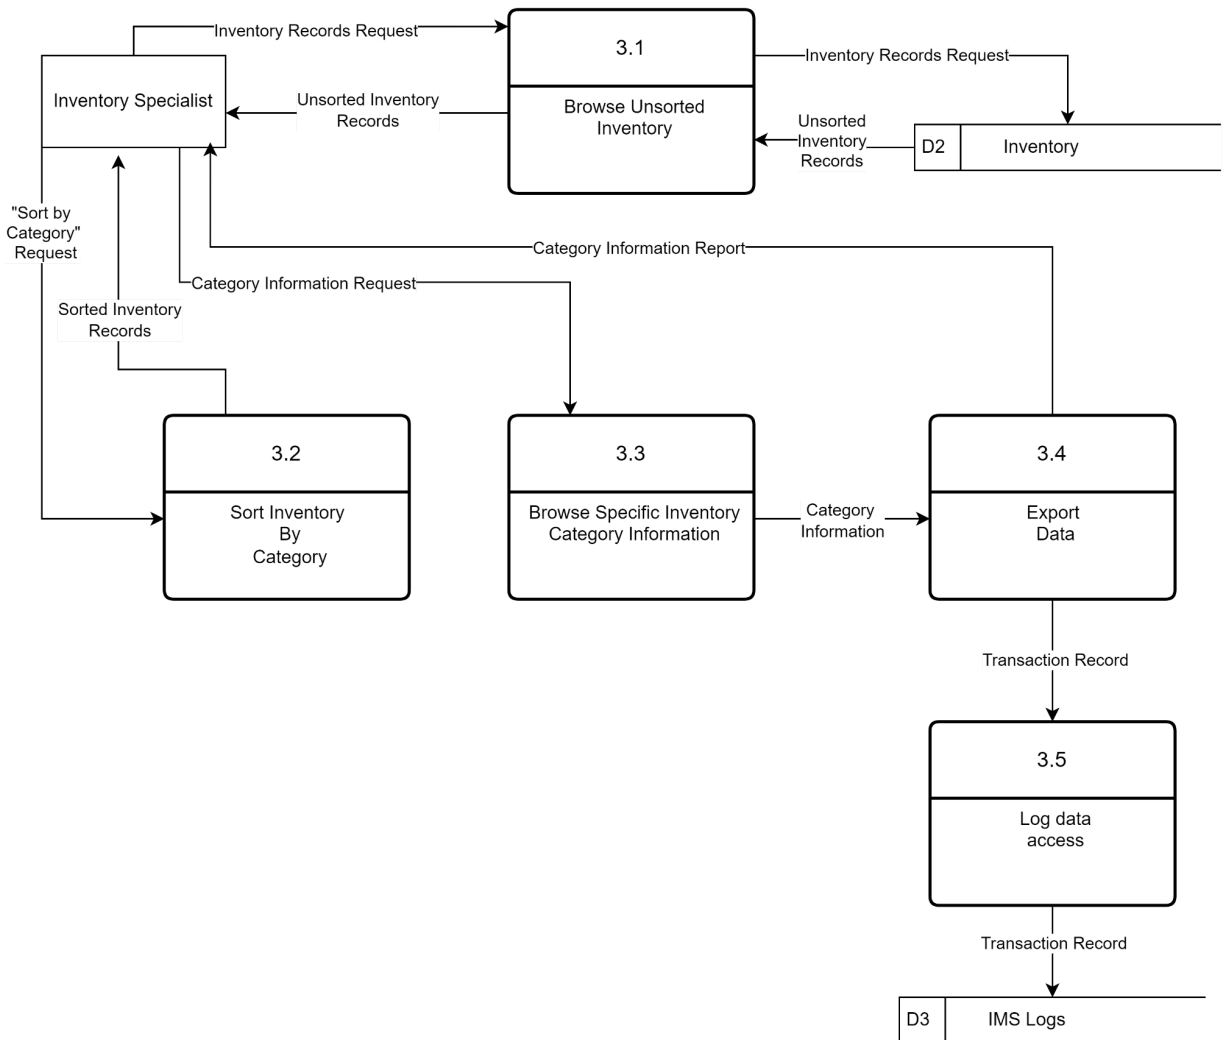 Inventory Records Request
3.1
Inventory Records Request
Inventory Specialist
Unsorted Inventory
Records
Browse Unsorted
Inventory
Unsorted
Inventory
Records
D2
Inventory
"Sort by
Category"
Request
Category Information Report
Category Information Request
Sorted Inventory
Records
3.2
3.3
3.4
Sort Inventory
By
Category
Browse Specific Inventory
Category Information
Category
Information
Export
Data
Transaction Record
3.5
Log data
access
Transaction Record
D3
IMS Logs